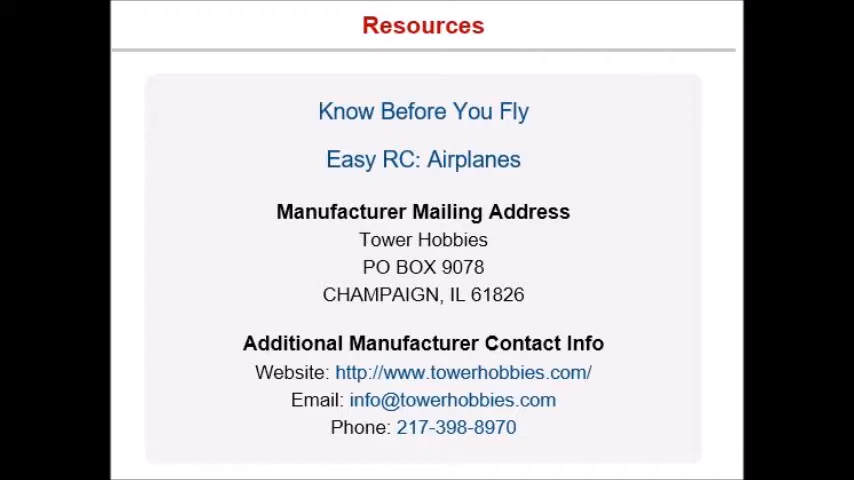 Resources
Know Before You Fly
Easy RC: Airplanes
Manufacturer Mailing Address
Tower Hobbies
PO BOX 9078
CHAMPAIGN, IL 61826
Additional Manufacturer Contact Info
Website: http://www.towerhobbies.com/
Email: info@towerhobbies.com
Phone: 217-398-8970